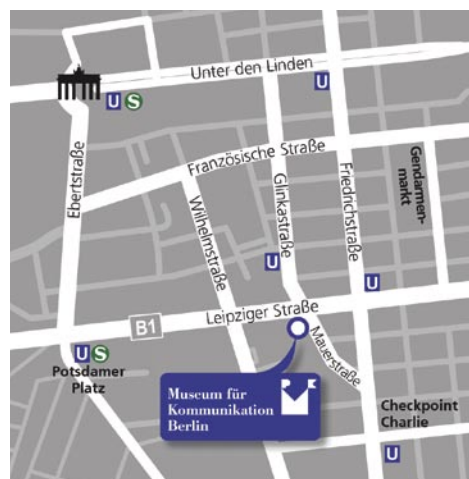 Unter den Linden
U
U S
Französische Straße
Ebertstraße
Wilhelmstraße
Glinkastraße
Friedrichstraße
Gendarmen-
markt
U
U
B1
Leipziger Straße
Mauerstraße
U S
Potsdamer
Platz
Museum für
Kommunikation
Berlin
Checkpoint
Charlie
U